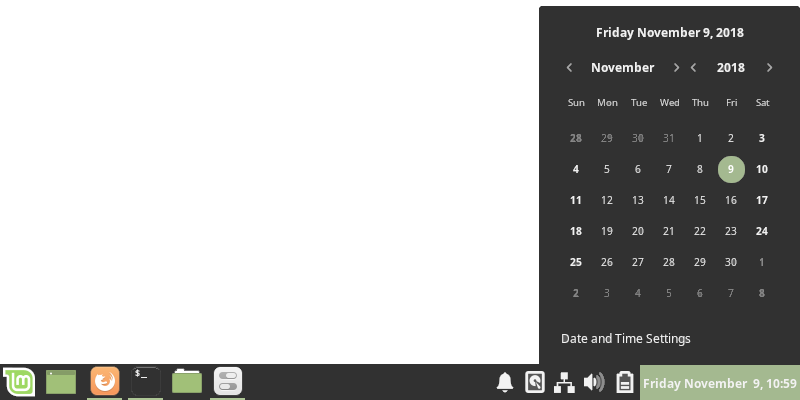 Friday November 9, 2018
November 2018
Sun Mon Tue Wed Thu Fri Sat
28 29 30 31 1 2 3
4 5 6 7 8 9 10
11 12 13 14 15 16 17
18 19 20 21 22 23 24
25 26 27 28 29 30 1
2 3 4 5 6 7 8
Date and Time Settings
$_ Friday November 9, 10:59